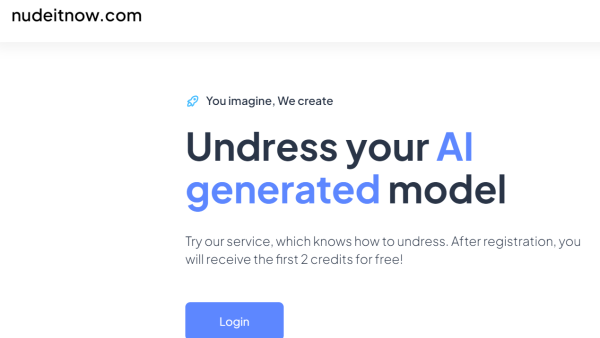 nudeitnow.com
You imagine, We create
Undress your AI
generated model
Try our service, which knows how to undress. After registration, you
will receive the first 2 credits for free!
Login